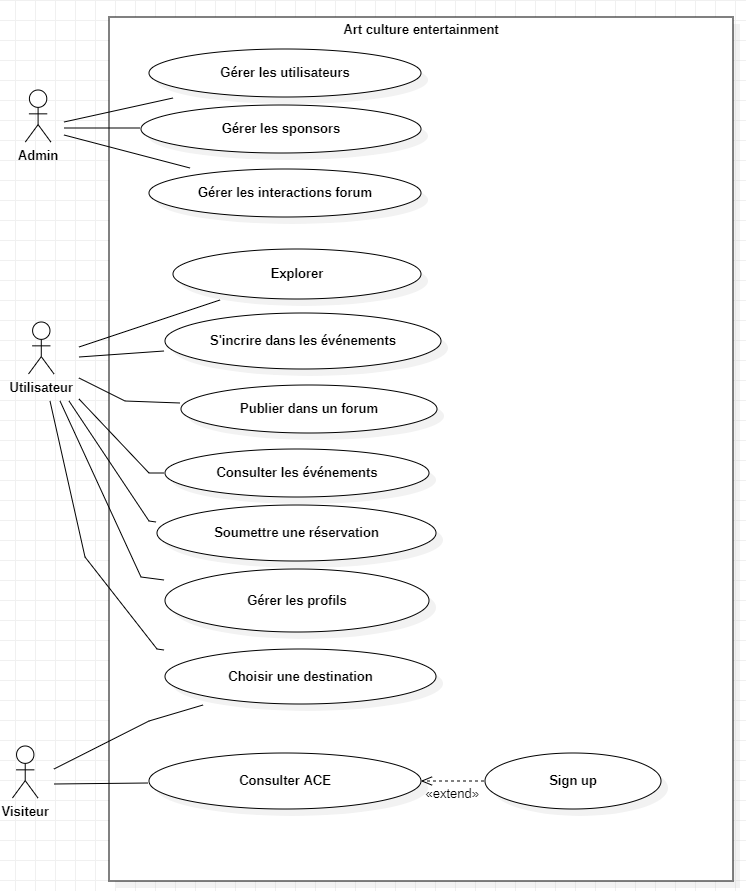 Art culture entertainment
Gérer les utilisateurs
Gérer les sponsors
Admin
Gérer les interactions forum
Explorer
S'incrire dans les événements
Utilisateur
Publier dans un forum
Consulter les événements
Soumettre une réservation
Gérer les profils
Choisir une destination
Consulter ACE
Sign up
«extend»
Visiteur